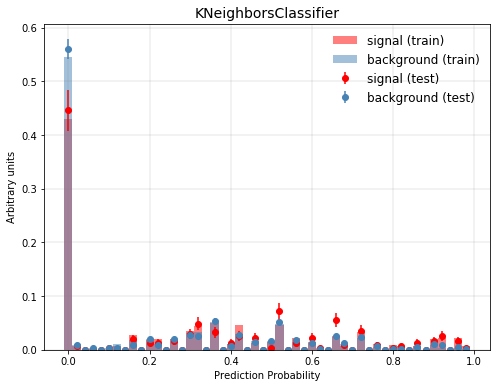 KNeighborsClassifier
signal (train)
background (train)
signal (test)
background (test)
Arbitrary units
0.6
0.5
0.4
0.3
0.2
0.1
0.0
0.0 0.2 0.4 0.6 0.8 1.0
Prediction Probability